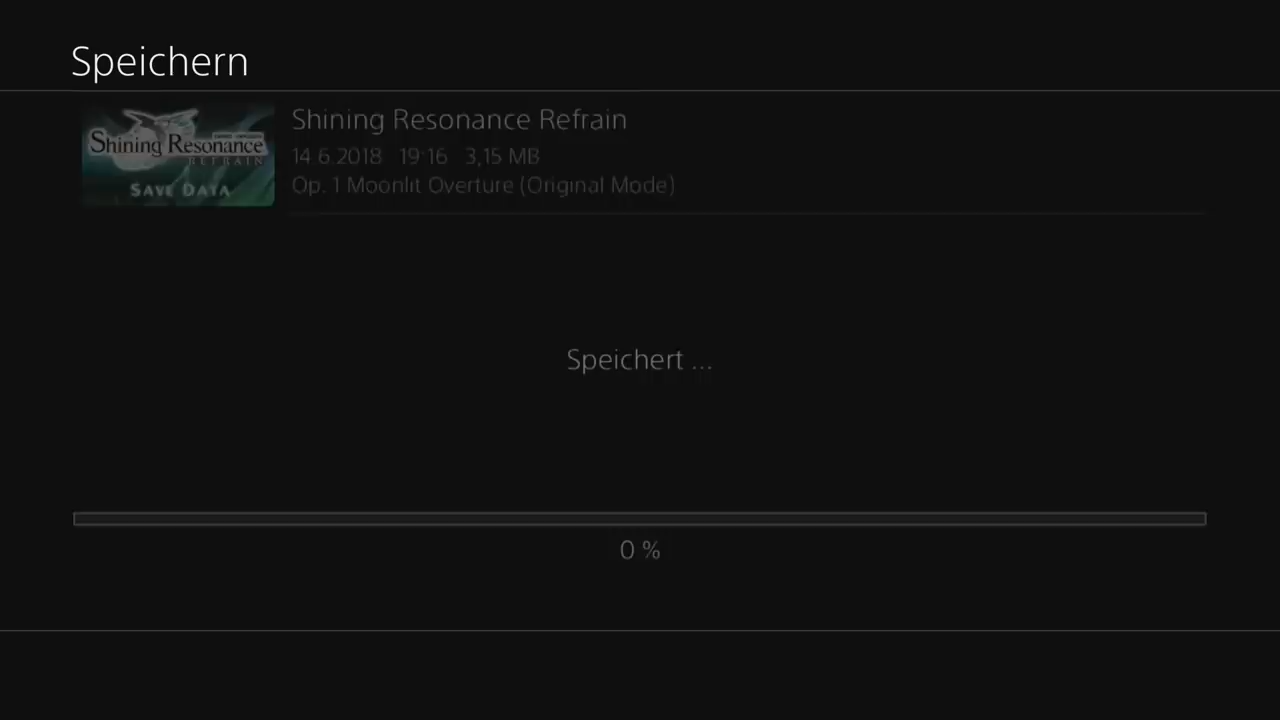 Speichern
Shining Resonance
REFRAIN
SAVE DATA
Shining Resonance Refrain
14.6.2018 19:16 3,15 MB
Op. 1 Moonlit Overture (Original Mode)
Speichert ...
0 %